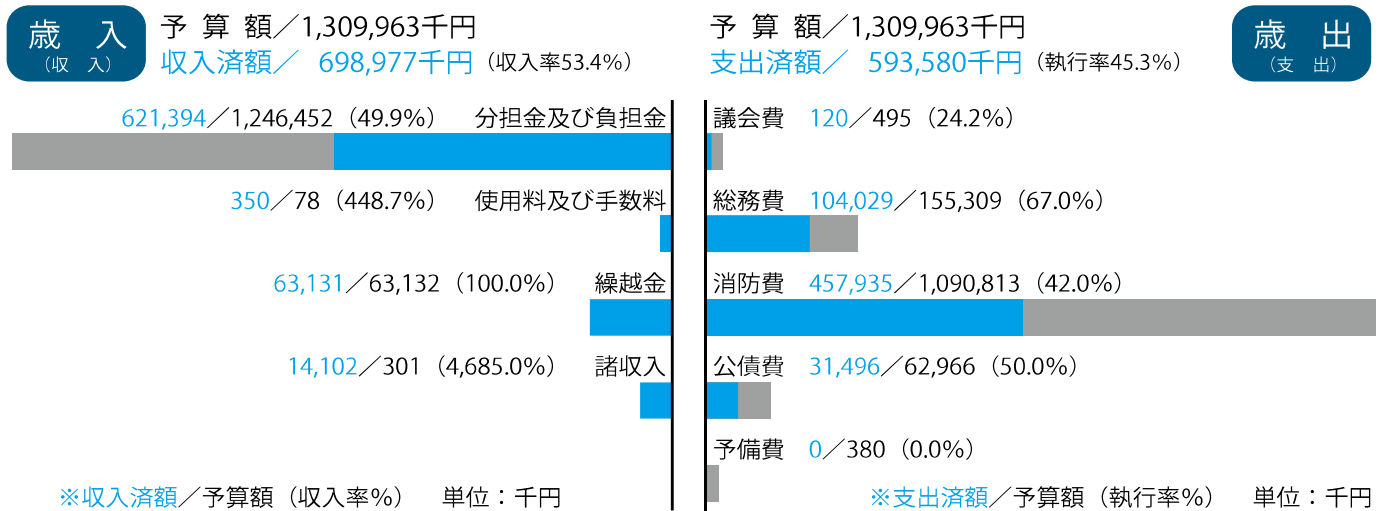 歳 入
（収 入）
予 算 額／1,309,963千円
収入済額／ 698,977千円（収入率53.4%）
621,394／1,246,452（49.9%） 分担金及び負担金
350／78（448.7%） 使用料及び手数料
63,131／63,132（100.0%） 繰越金
14,102／301（4,685.0%） 諸収入
※収入済額／予算額（収入率%） 単位：千円
予 算 額／1,309,963千円
支出済額／ 593,580千円（執行率45.3%）
歳 出
（支 出）
議会費 120／495（24.2%）
総務費 104,029／155,309（67.0%）
消防費 457,935／1,090,813（42.0%）
公債費 31,496／62,966（50.0%）
予備費 0／380（0.0%）
※支出済額／予算額（執行率%） 単位：千円